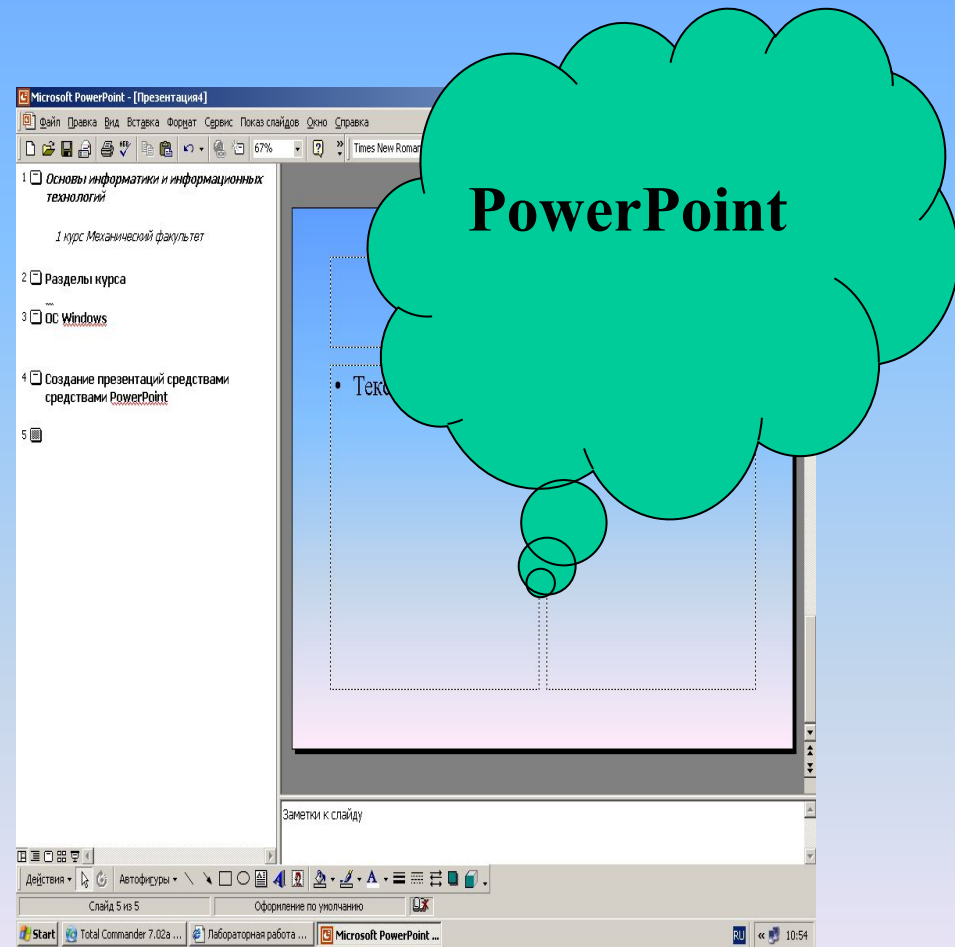 PowerPoint
Microsoft PowerPoint - [Презентация4]
Файл Правка Вид Вставка Формат Сервис Показ слайдов Окно Справка
67% Times New Roman
1 Основы информатики и информационных
технологий
1 курс Механический факультет
2 Разделы курса
3 ОС Windows
4 Создание презентаций средствами
средствами PowerPoint
5
Заметки к слайду
Действия Автофигуры
Слайд 5 из 5 Оформление по умолчанию
Start Total Commander 7.02a ... Лабораторная работа ... Microsoft PowerPoint ... RU « 10:54